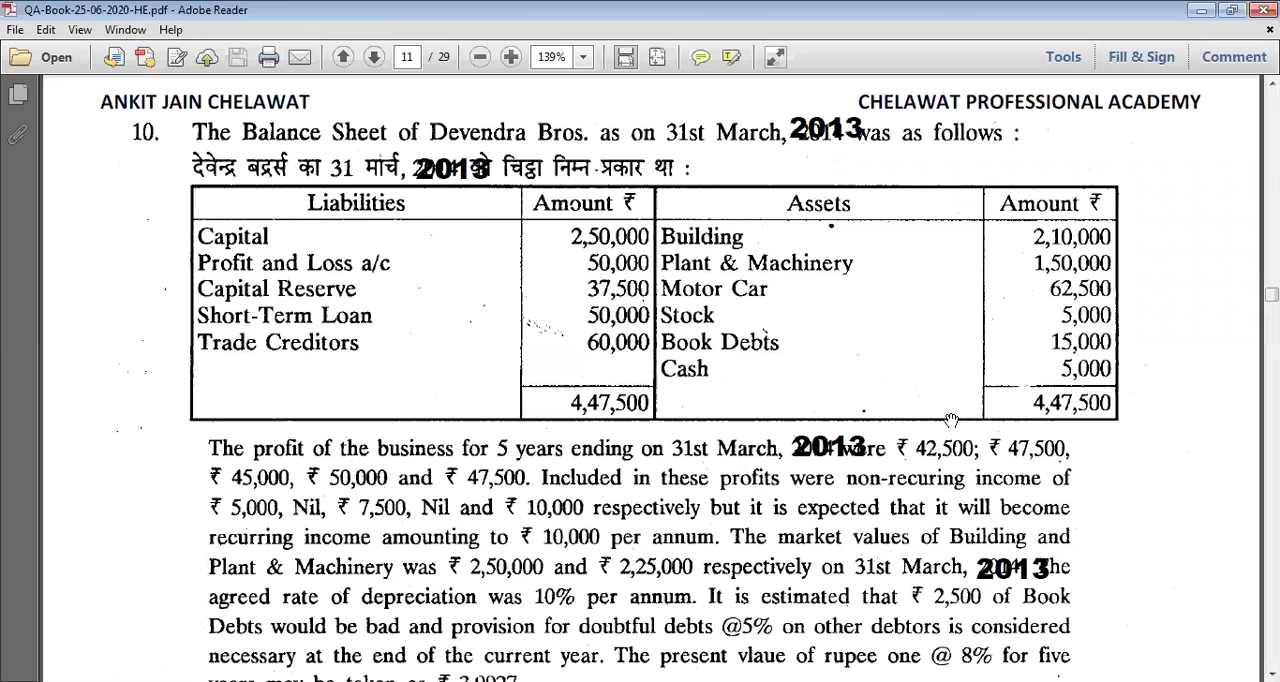 QA-Book-25-06-2020-HE.pdf - Adobe Reader
File Edit View Window Help
Open 11 / 29 139% Tools Fill & Sign Comment
ANKIT JAIN CHELAWAT CHELAWAT PROFESSIONAL ACADEMY
10. The Balance Sheet of Devendra Bros. as on 31st March, 2013 was as follows :
देवेन्द्र बद्रर्स का 31 मार्च, 2013 चिट्ठा निम्न प्रकार था :
Liabilities Amount ₹ Assets Amount ₹
Capital 2,50,000 Building 2,10,000
Profit and Loss a/c 50,000 Plant & Machinery 1,50,000
Capital Reserve 37,500 Motor Car 62,500
Short-Term Loan 50,000 Stock 5,000
Trade Creditors 60,000 Book Debts 15,000
Cash 5,000
4,47,500 4,47,500
The profit of the business for 5 years ending on 31st March, 2013 were ₹ 42,500; ₹ 47,500,
₹ 45,000, ₹ 50,000 and ₹ 47,500. Included in these profits were non-recuring income of
₹ 5,000, Nil, ₹ 7,500, Nil and ₹ 10,000 respectively but it is expected that it will become
recurring income amounting to ₹ 10,000 per annum. The market values of Building and
Plant & Machinery was ₹ 2,50,000 and ₹ 2,25,000 respectively on 31st March, 2013 The
agreed rate of depreciation was 10% per annum. It is estimated that ₹ 2,500 of Book
Debts would be bad and provision for doubtful debts @5% on other debtors is considered
necessary at the end of the current year. The present vlaue of rupee one @ 8% for five